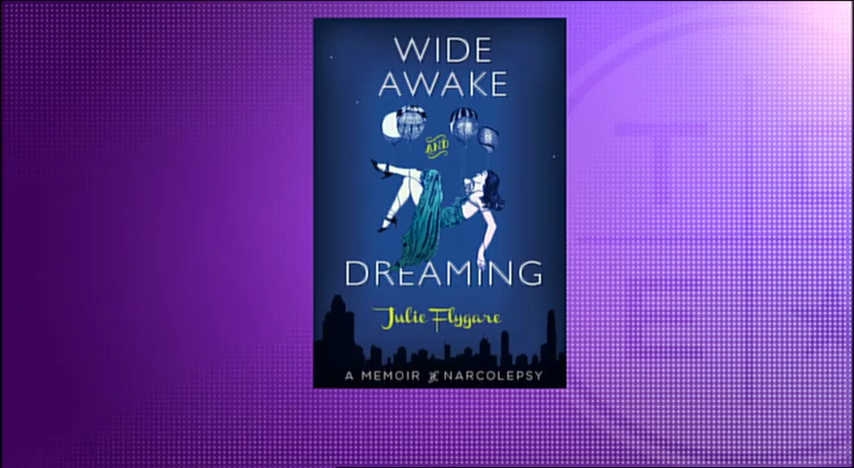 WIDE
AWAKE
AND
DREAMING
Julie Flygare
A MEMOIR of NARCOLEPSY